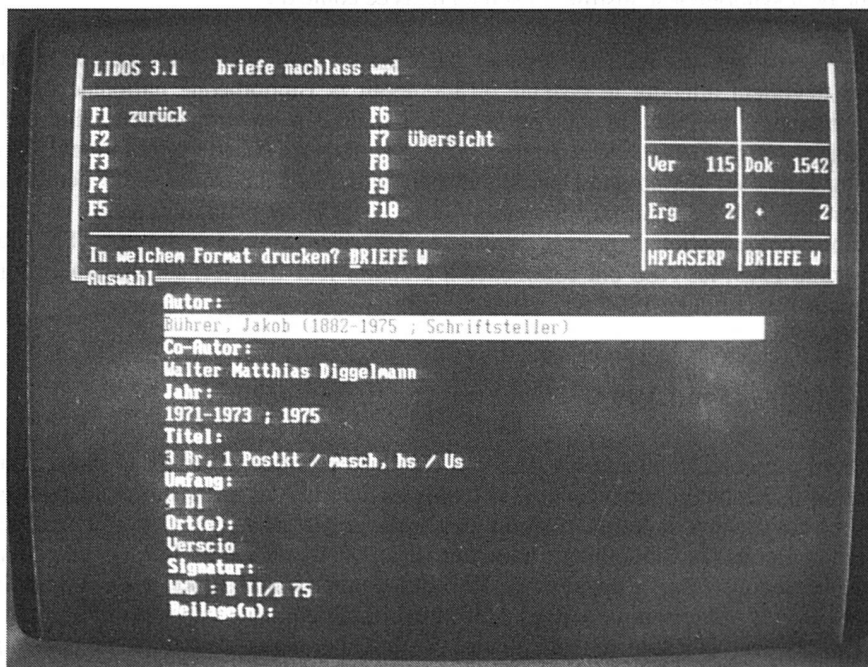 LIDOS 3.1 briefe nachlass wmd
F1 zurück F6
F2 F7 Übersicht
F3 F8 Ver 115 Dok 1542
F4 F9
F5 F10 Erg 2 + 2
In welchem Format drucken? BRIEFE W HPLASERP BRIEFE W
Auswahl
Autor:
Bührer, Jakob (1882-1975 ; Schriftsteller)
Co-Autor:
Walter Matthias Diggelmann
Jahr:
1971-1973 ; 1975
Titel:
3 Br, 1 Postkt / masch, hs / Us
Umfang:
4 Bl
Ort(e):
Verscio
Signatur:
WMD : B II/B 75
Beilage(n):